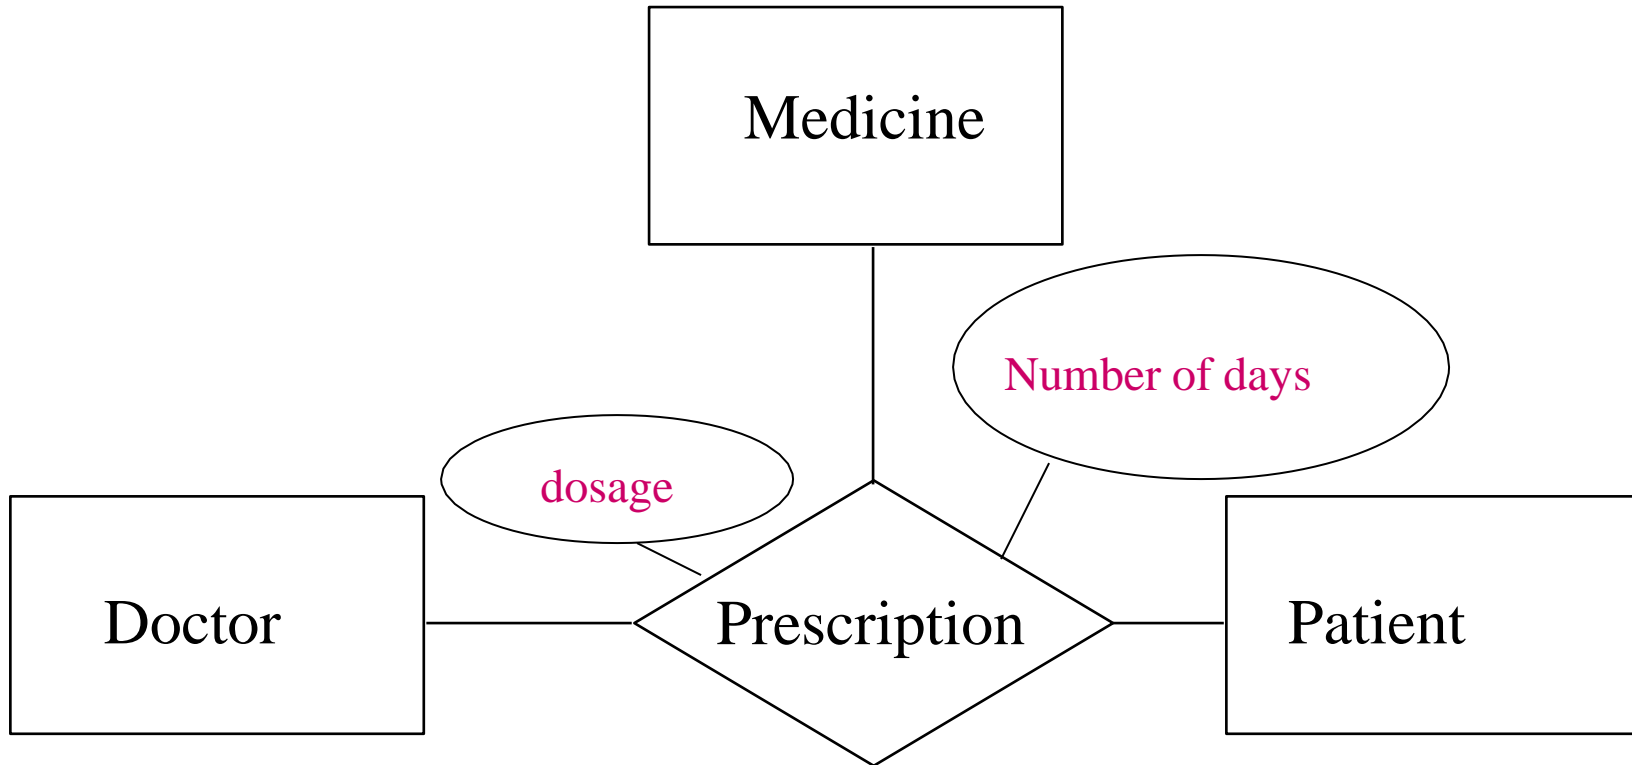 Medicine
Number of days
dosage
Doctor
Prescription
Patient